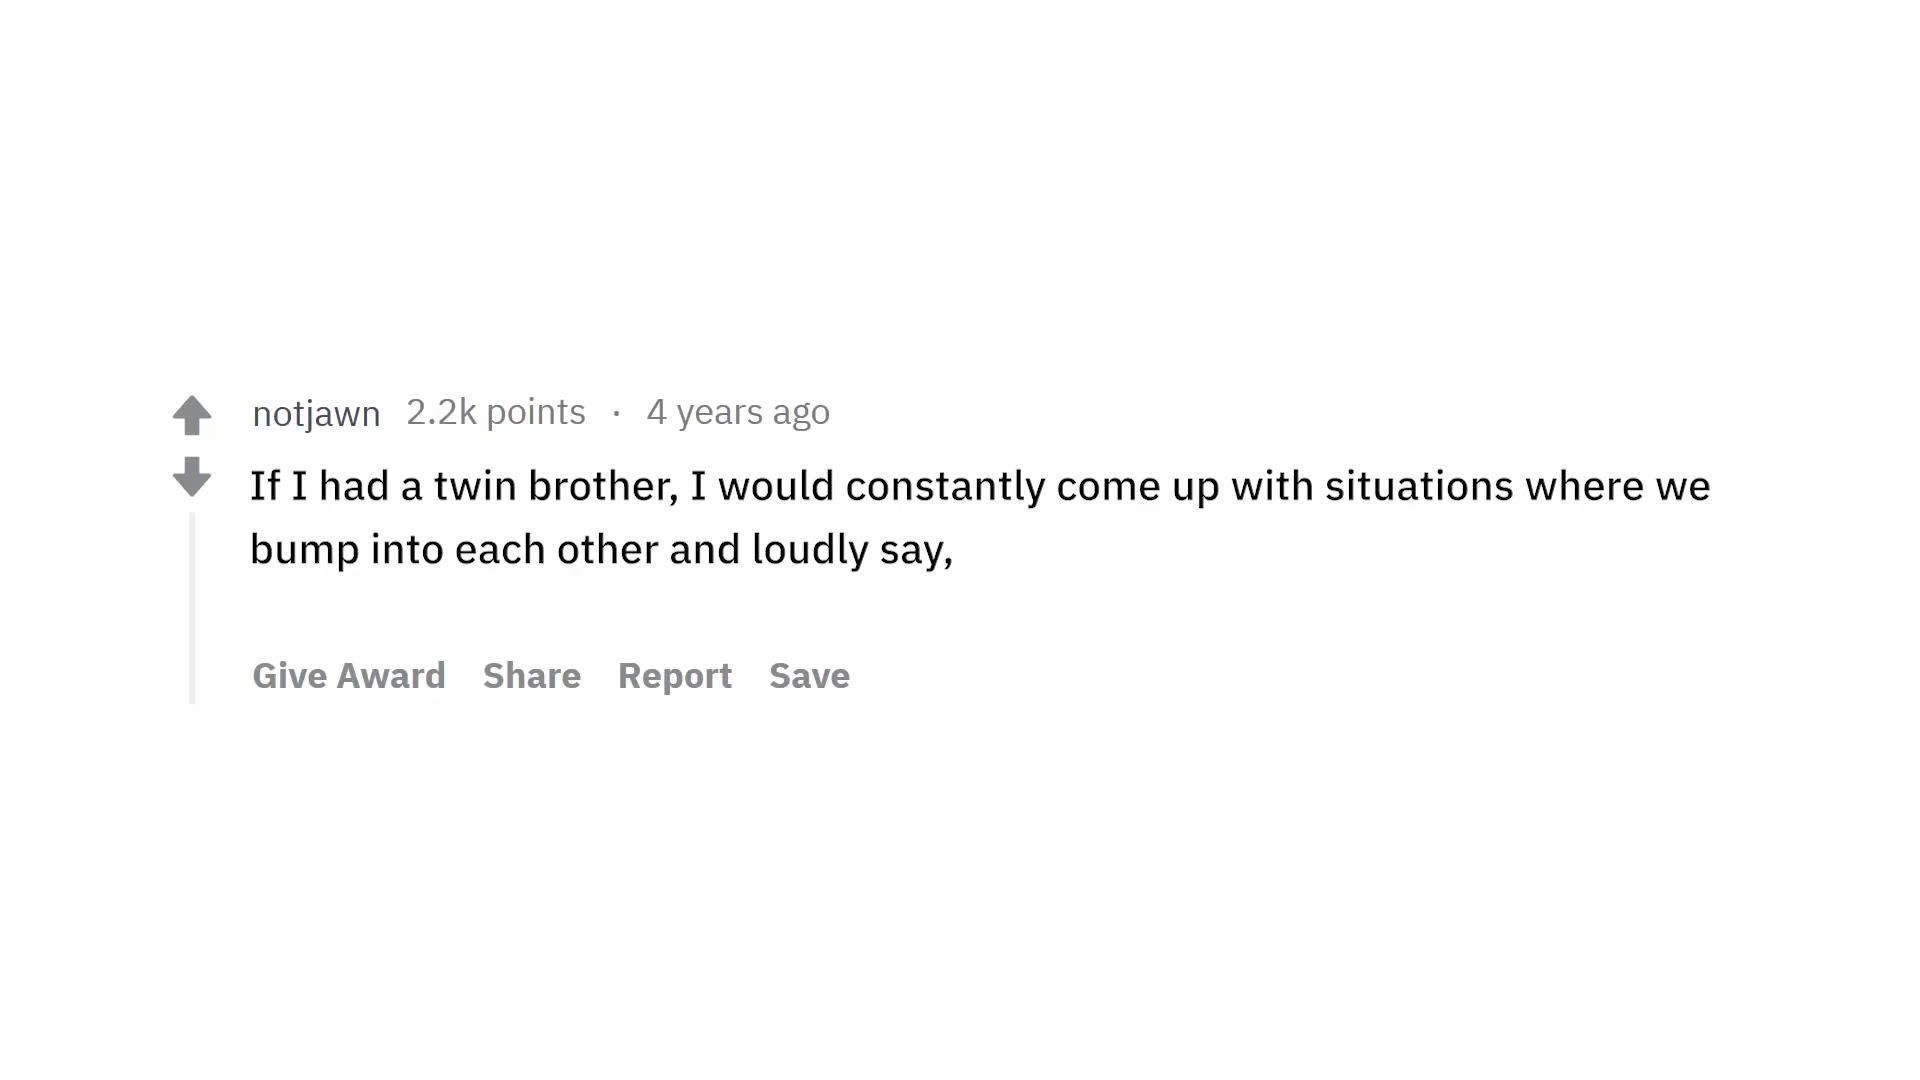 notjawn 2.2k points · 4 years ago
If I had a twin brother, I would constantly come up with situations where we
bump into each other and loudly say,
Give Award Share Report Save